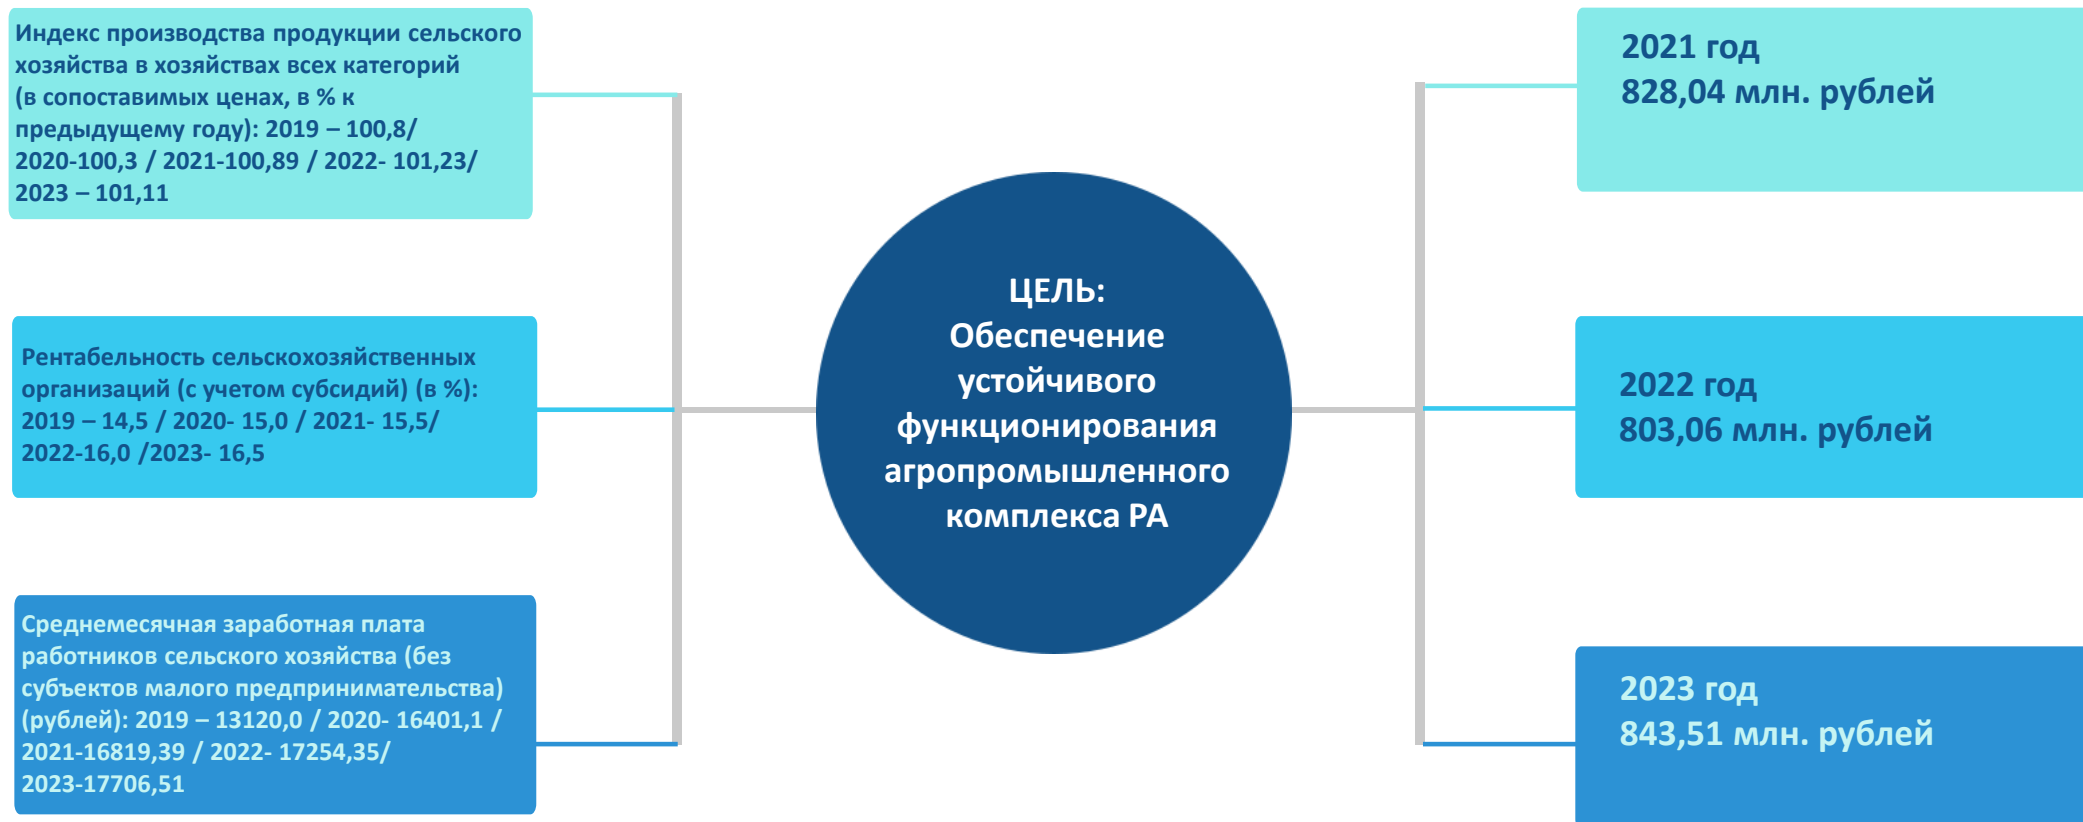 Индекс производства продукции сельского
хозяйства в хозяйствах всех категорий
(в сопоставимых ценах, в % к
предыдущему году): 2019 – 100,8/
2020-100,3 / 2021-100,89 / 2022- 101,23/
2023 – 101,11
Рентабельность сельскохозяйственных
организаций (с учетом субсидий) (в %):
2019 – 14,5 / 2020- 15,0 / 2021- 15,5/
2022-16,0 /2023- 16,5
Среднемесячная заработная плата
работников сельского хозяйства (без
субъектов малого предпринимательства)
(рублей): 2019 – 13120,0 / 2020- 16401,1 /
2021-16819,39 / 2022- 17254,35/
2023-17706,51
ЦЕЛЬ:
Обеспечение
устойчивого
функционирования
агропромышленного
комплекса РА
2021 год
828,04 млн. рублей
2022 год
803,06 млн. рублей
2023 год
843,51 млн. рублей